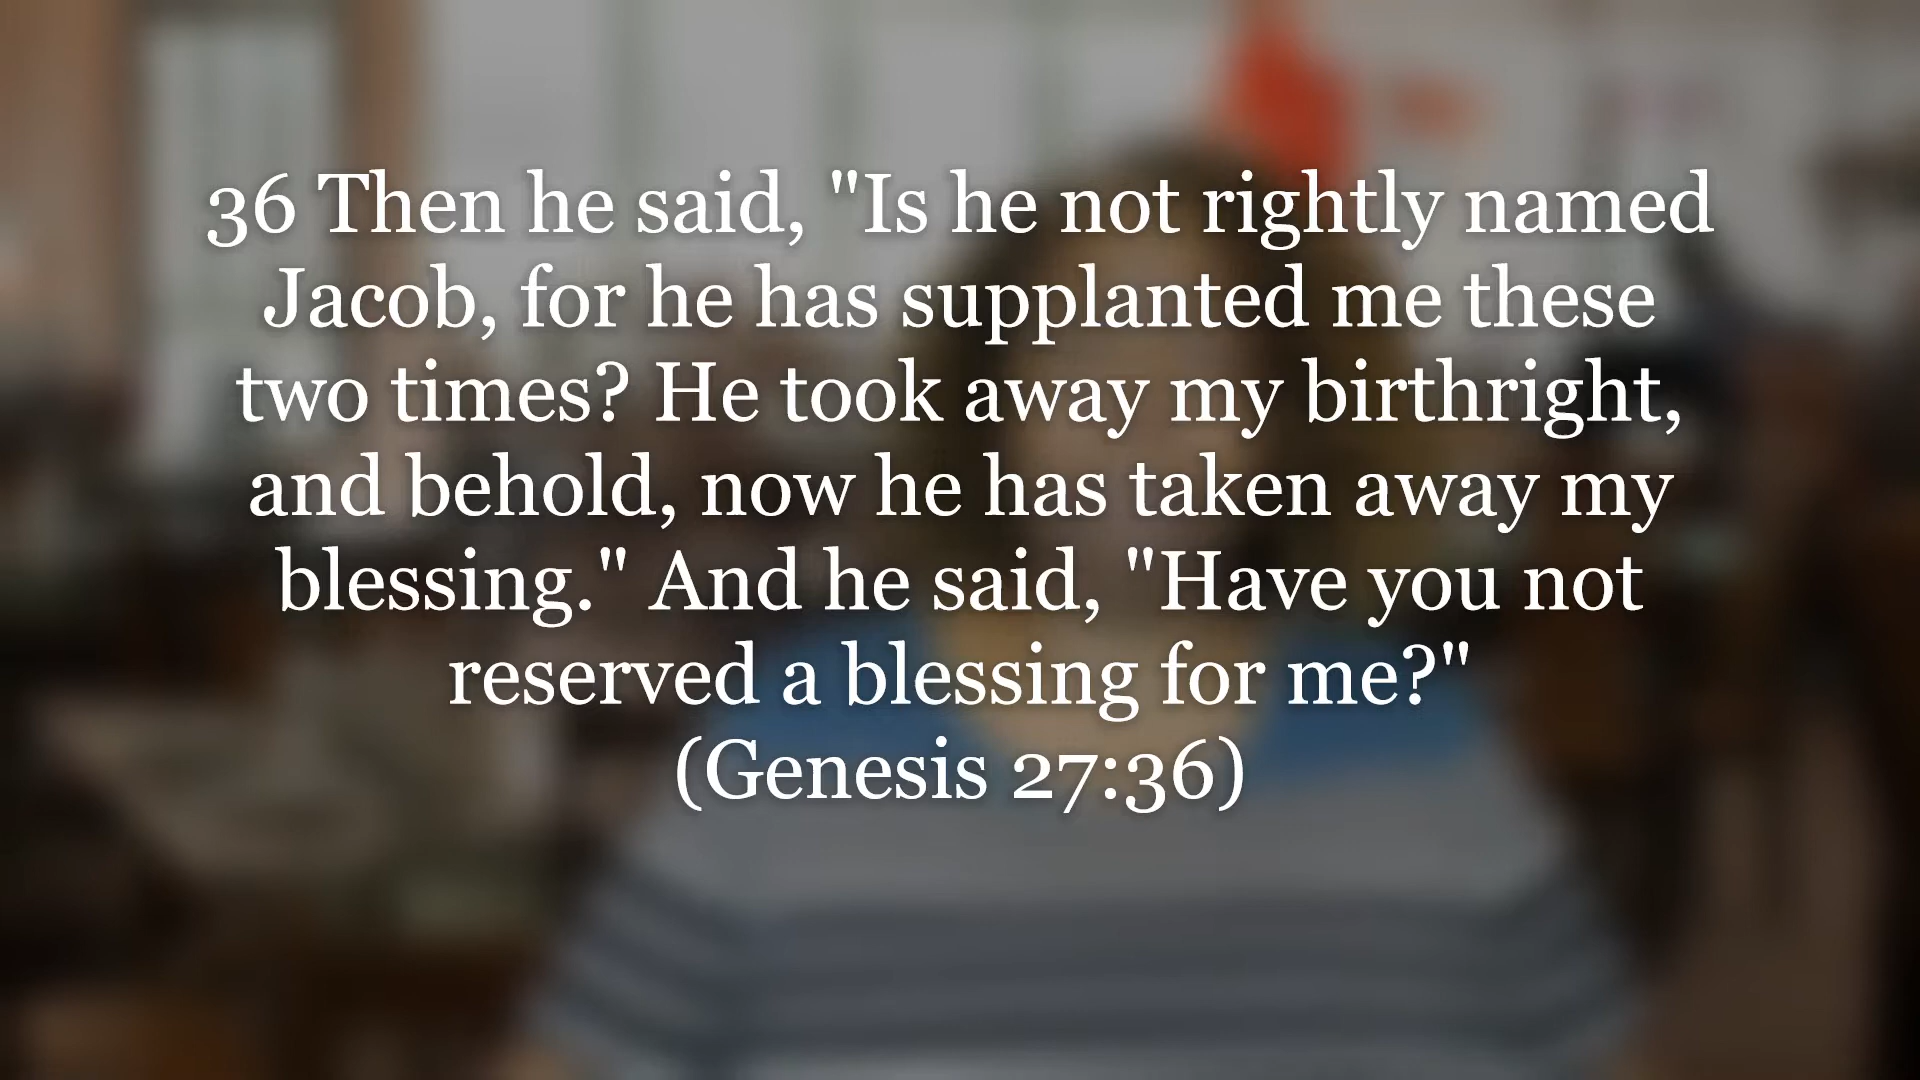 36 Then he said, "Is he not rightly named
Jacob, for he has supplanted me these
two times? He took away my birthright,
and behold, now he has taken away my
blessing." And he said, "Have you not
reserved a blessing for me?"
(Genesis 27:36)